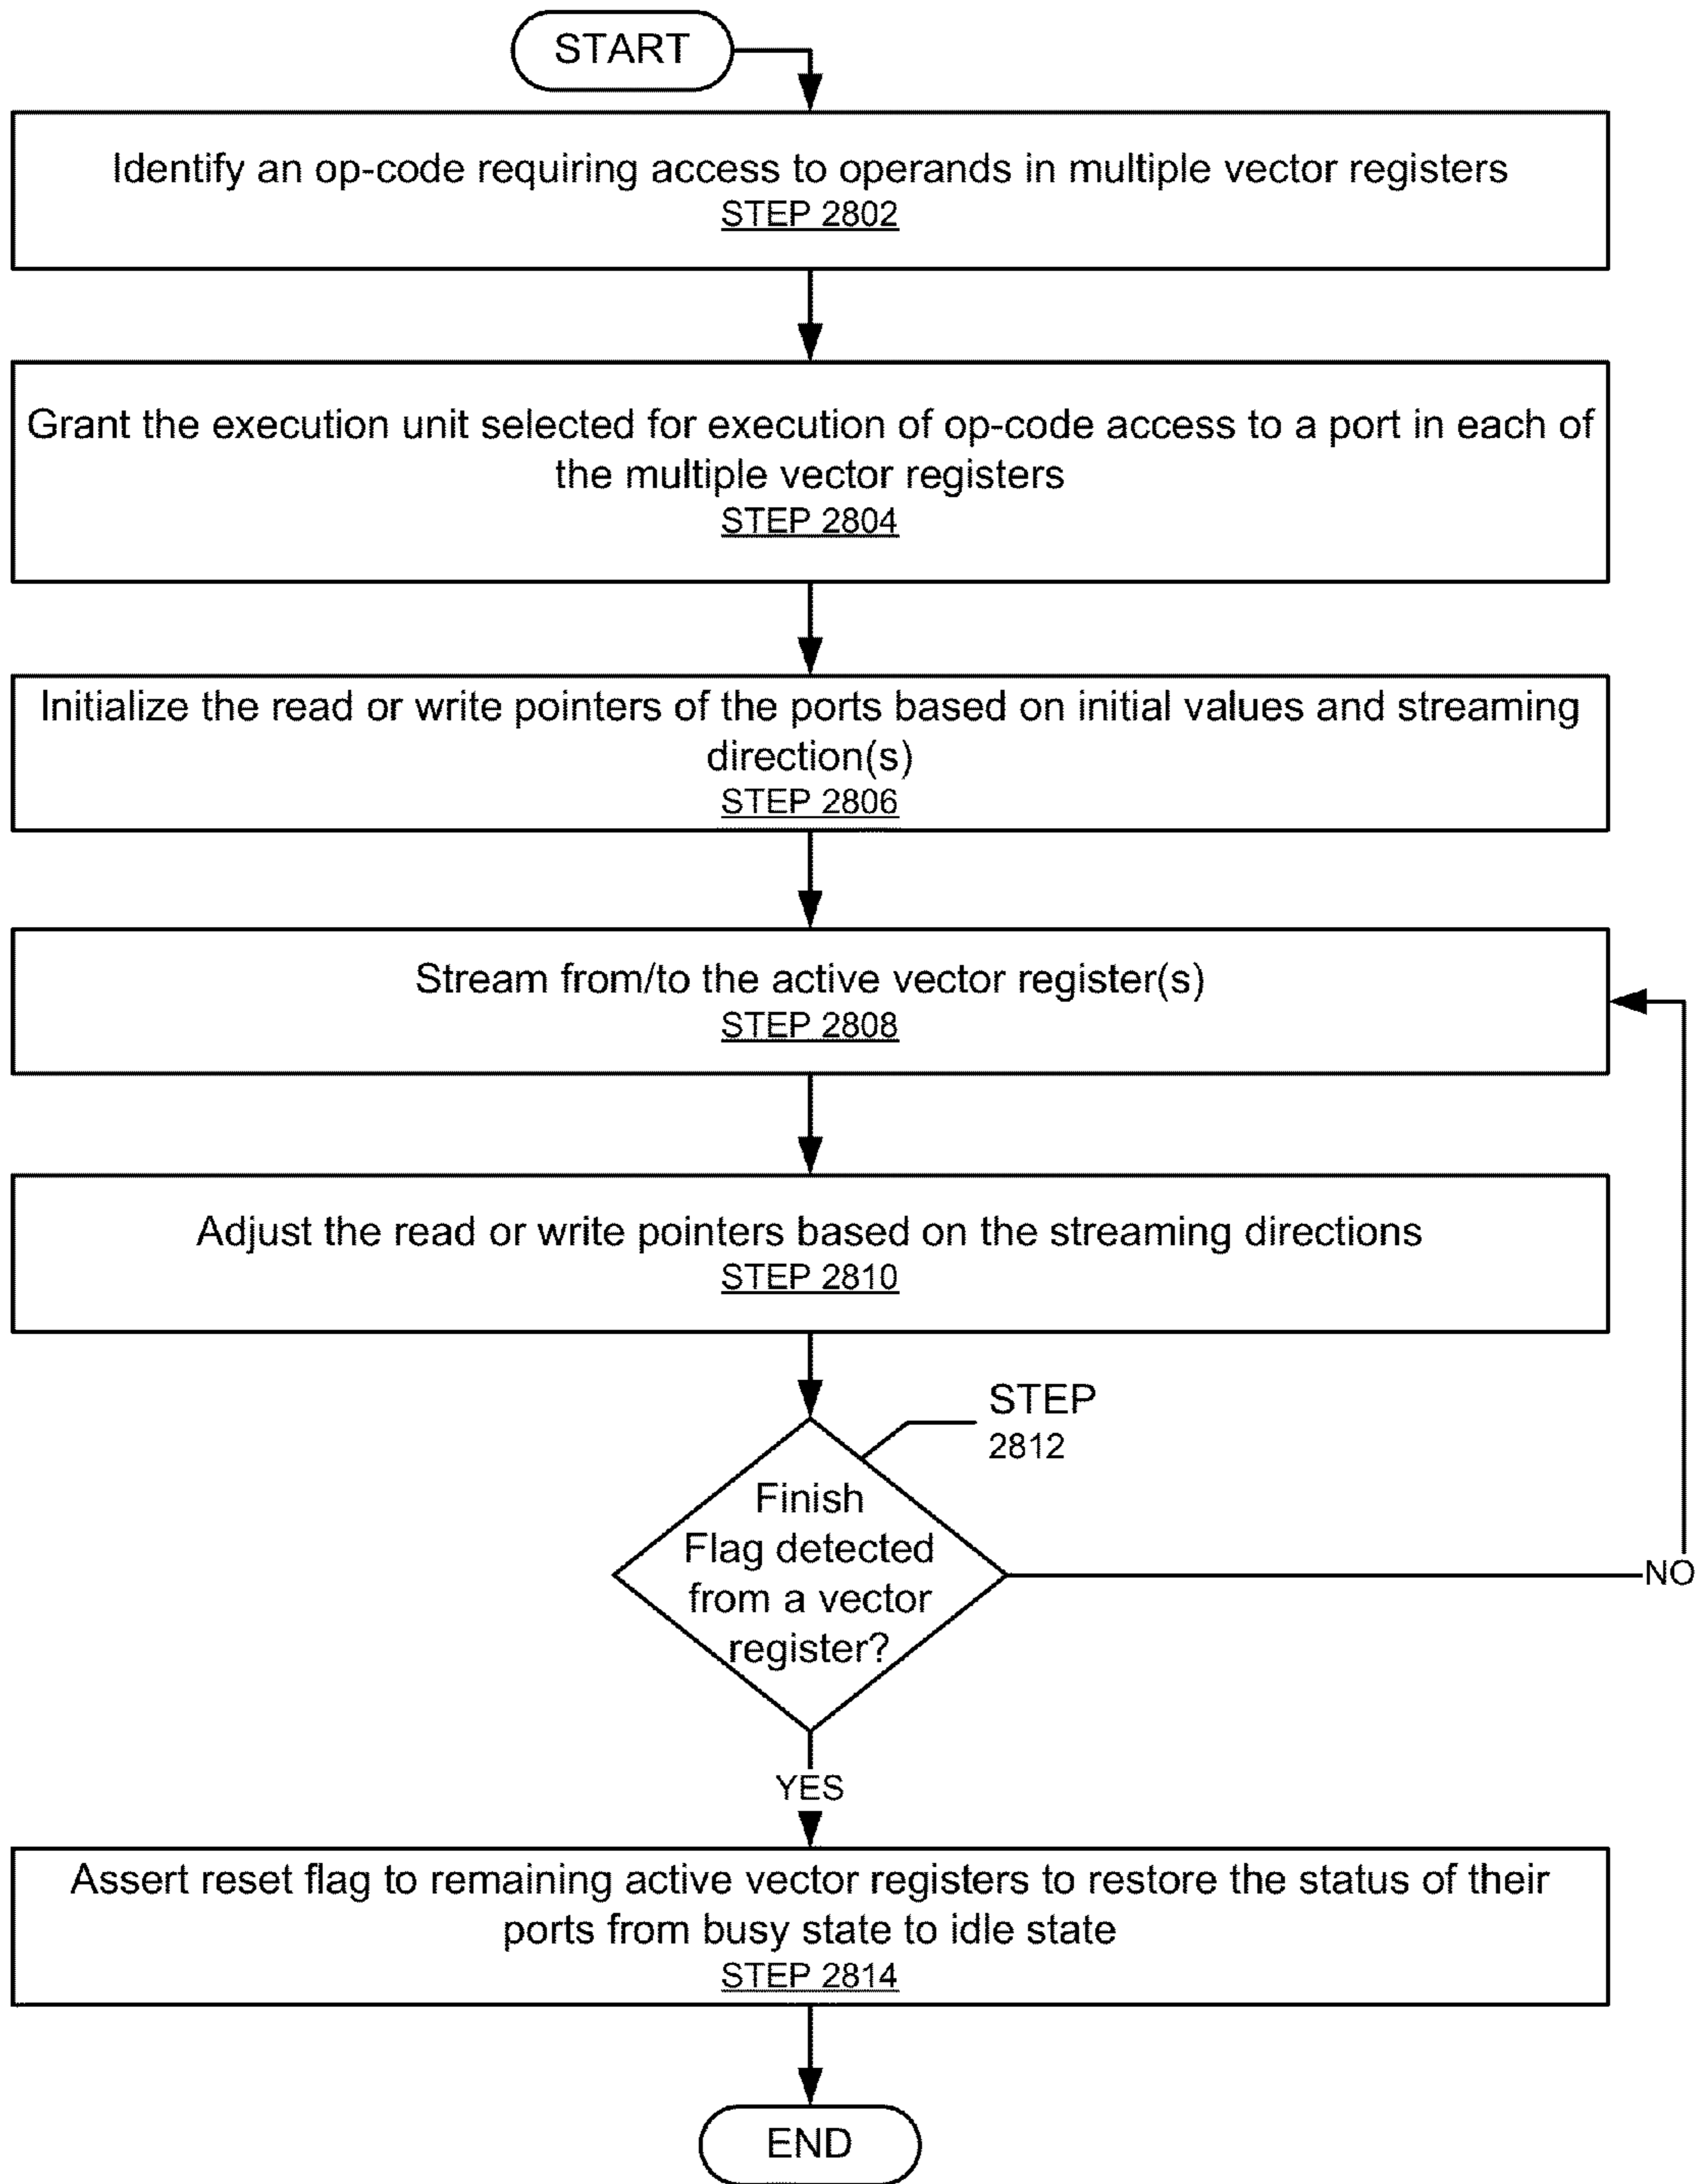 START
Identify an op-code requiring access to operands in multiple vector registers
STEP 2802
Grant the execution unit selected for execution of op-code access to a port in each of
the multiple vector registers
STEP 2804
Initialize the read or write pointers of the ports based on initial values and streaming
direction(s)
STEP 2806
Stream from/to the active vector register(s)
STEP 2808
Adjust the read or write pointers based on the streaming directions
STEP 2810
STEP
2812
Finish
Flag detected
from a vector
register?
NO
YES
Assert reset flag to remaining active vector registers to restore the status of their
ports from busy state to idle state
STEP 2814
END